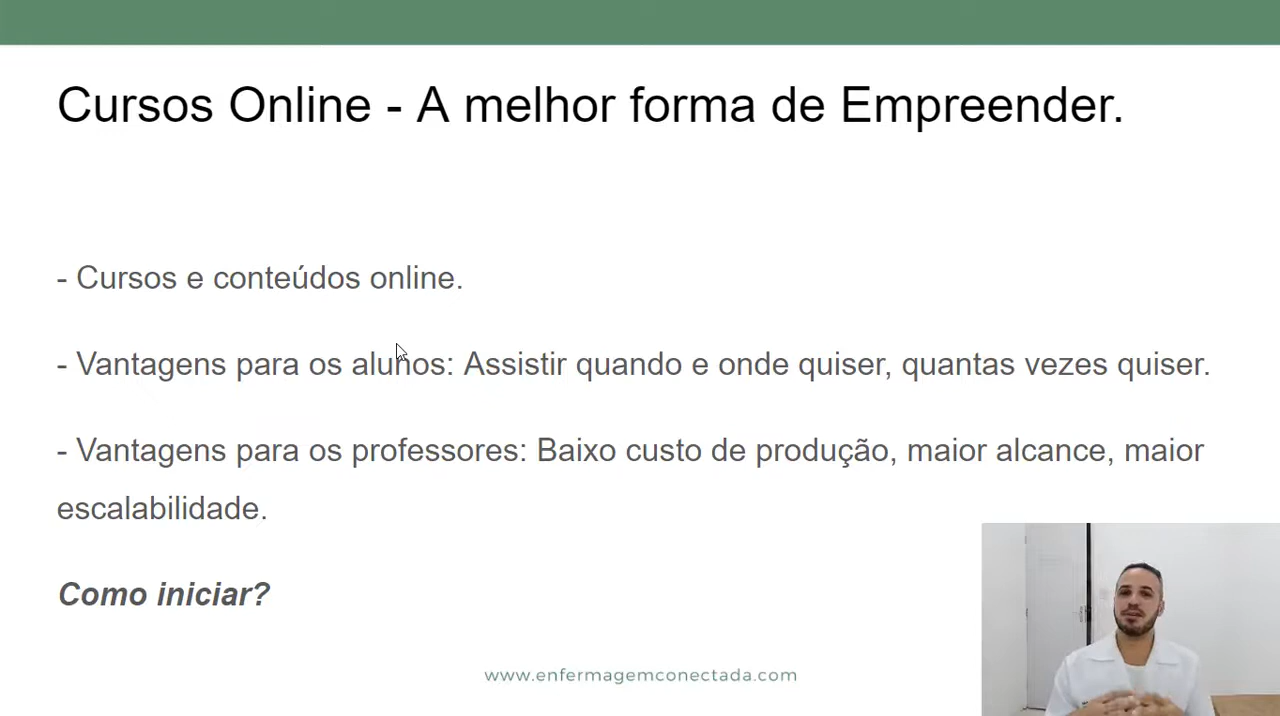 Cursos Online - A melhor forma de Empreender.
- Cursos e conteúdos online.
- Vantagens para os alunos: Assistir quando e onde quiser, quantas vezes quiser.
- Vantagens para os professores: Baixo custo de produção, maior alcance, maior
escalabilidade.
Como iniciar?
www.enfermagemconectada.com